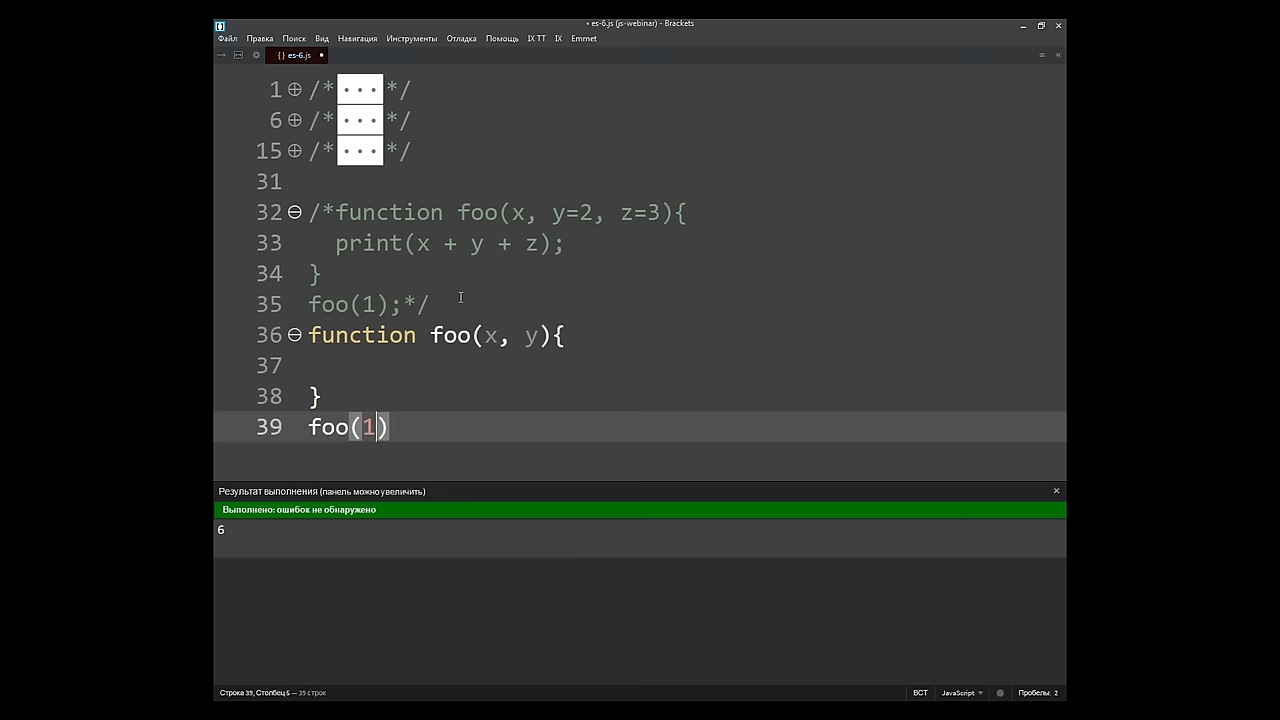 • es-6.js (js-webinar) - Brackets
Файл Правка Поиск Вид Навигация Инструменты Отладка Помощь IX TT IX Emmet
{ } es-6.js •
1 /*···*/
6 /*···*/
15 /*···*/
31
32 /*function foo(x, y=2, z=3){
33 print(x + y + z);
34 }
35 foo(1);*/
36 function foo(x, y){
37
38 }
39 foo(1)
Результат выполнения (панель можно увеличить)
Выполнено: ошибок не обнаружено
6
Строка 39, Столбец 5 — 39 строк
ВСТ JavaScript Пробелы: 2